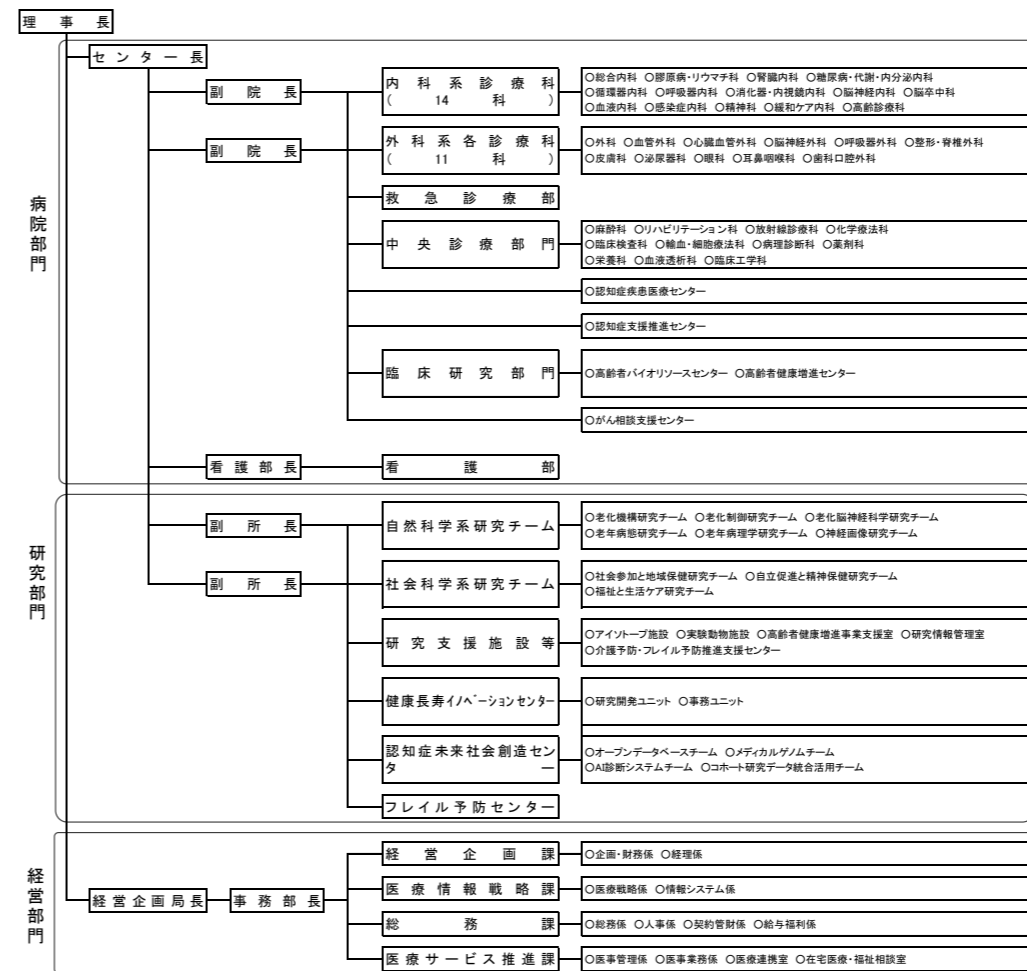 理事長
センター長
病院部門
副院長
内科系診療科
(14科)
○総合内科 ○膠原病・リウマチ科 ○腎臓内科 ○糖尿病・代謝・内分泌内科
○循環器内科 ○呼吸器内科 ○消化器・内視鏡内科 ○脳神経内科 ○脳卒中科
○血液内科 ○感染症内科 ○精神科 ○緩和ケア内科 ○高齢診療科
副院長
外科系各診療科
(11科)
○外科 ○血管外科 ○心臓血管外科 ○脳神経外科 ○呼吸器外科 ○整形・脊椎外科
○皮膚科 ○泌尿器科 ○眼科 ○耳鼻咽喉科 ○歯科口腔外科
救急診療部
中央診療部門
○麻酔科 ○リハビリテーション科 ○放射線診療科 ○化学療法科
○臨床検査科 ○輸血・細胞療法科 ○病理診断科 ○薬剤科
○栄養科 ○血液透析科 ○臨床工学科
○認知症疾患医療センター
○認知症支援推進センター
臨床研究部門
○高齢者バイオリソースセンター ○高齢者健康増進センター
○がん相談支援センター
看護部長
看護部
研究部門
副所長
自然科学系研究チーム
○老化機構研究チーム ○老化制御研究チーム ○老化脳神経科学研究チーム
○老年病態研究チーム ○老年病理学研究チーム ○神経画像研究チーム
副所長
社会科学系研究チーム
○社会参加と地域保健研究チーム ○自立促進と精神保健研究チーム
○福祉と生活ケア研究チーム
研究支援施設等
○アイソトープ施設 ○実験動物施設 ○高齢者健康増進事業支援室 ○研究情報管理室
○介護予防・フレイル予防推進支援センター
健康長寿イノベーションセンター
○研究開発ユニット ○事務ユニット
認知症未来社会創造セン
ター
○オープンデータベースチーム ○メディカルゲノムチーム
○AI診断システムチーム ○コホート研究データ統合活用チーム
フレイル予防センター
経営部門
経営企画局長
事務部長
経営企画課
○企画・財務係 ○経理係
医療情報戦略課
○医療戦略係 ○情報システム係
総務課
○総務係 ○人事係 ○契約管財係 ○給与福利係
医療サービス推進課
○医事管理係 ○医事業務係 ○医療連携室 ○在宅医療・福祉相談室